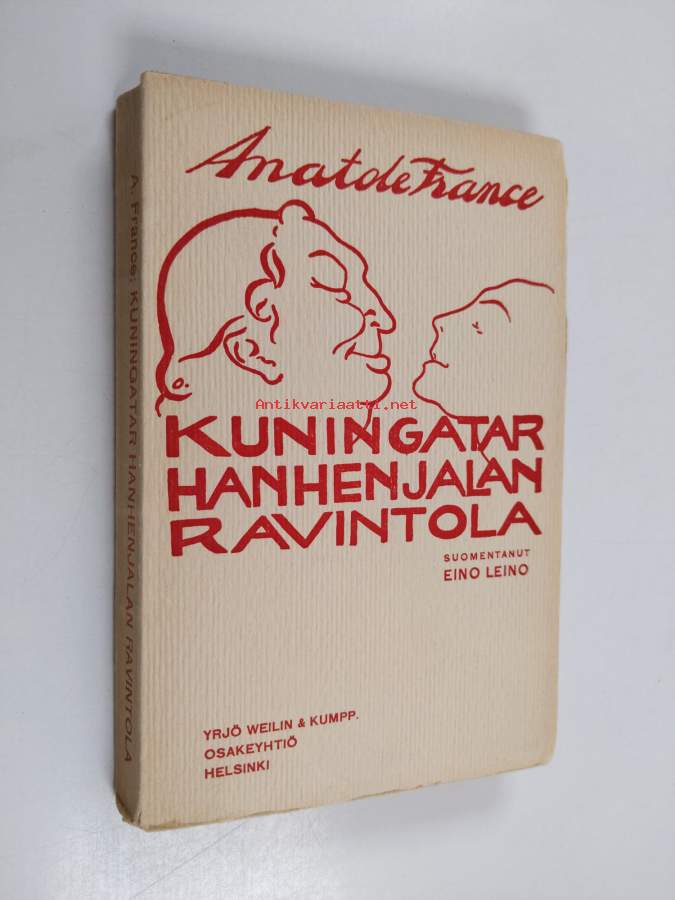 Anatole France
Antikvariaatti.net
KUNINGATAR
HANHENJALAN
RAVINTOLA
SUOMENTANUT
EINO LEINO
YRJÖ WEILIN & KUMPP.
OSAKEYHTIÖ
HELSINKI
A. France: KUNINGATAR HANHENJALAN RAVINTOLA